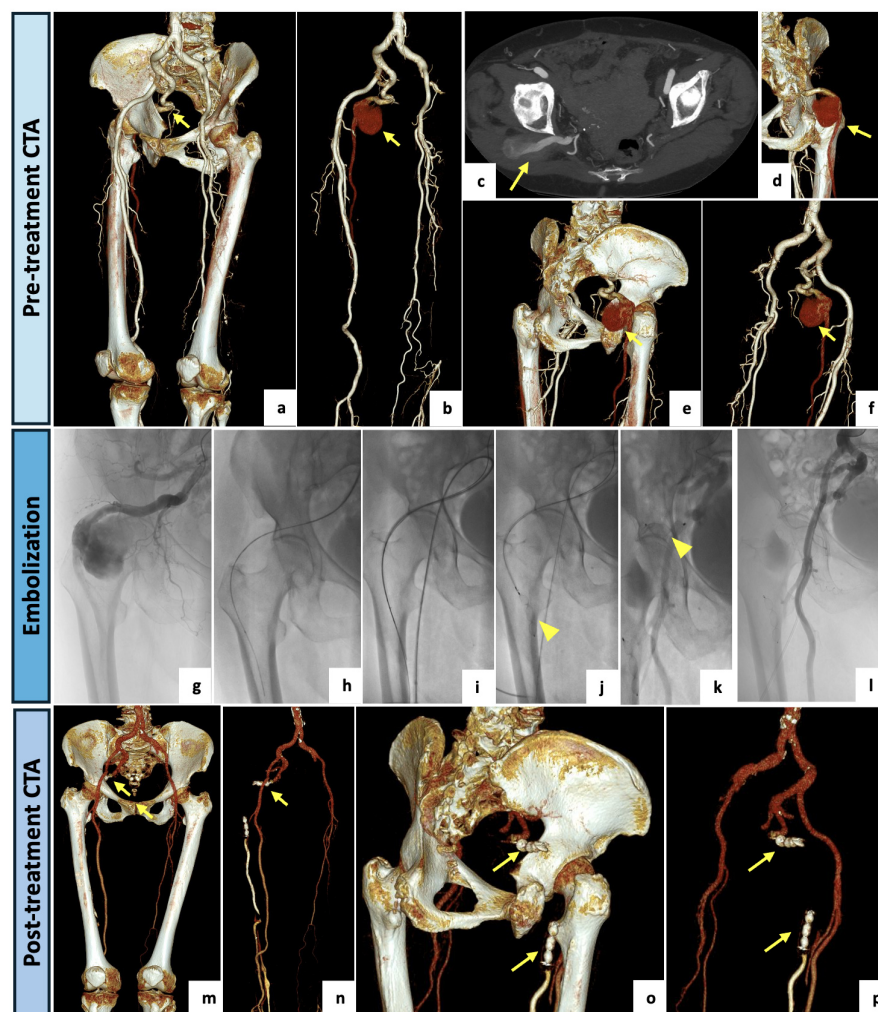 Pre-treatment CTA
a
b
c
d
e
f
Embolization
g
h
i
j
k
l
Post-treatment CTA
m
n
o
p